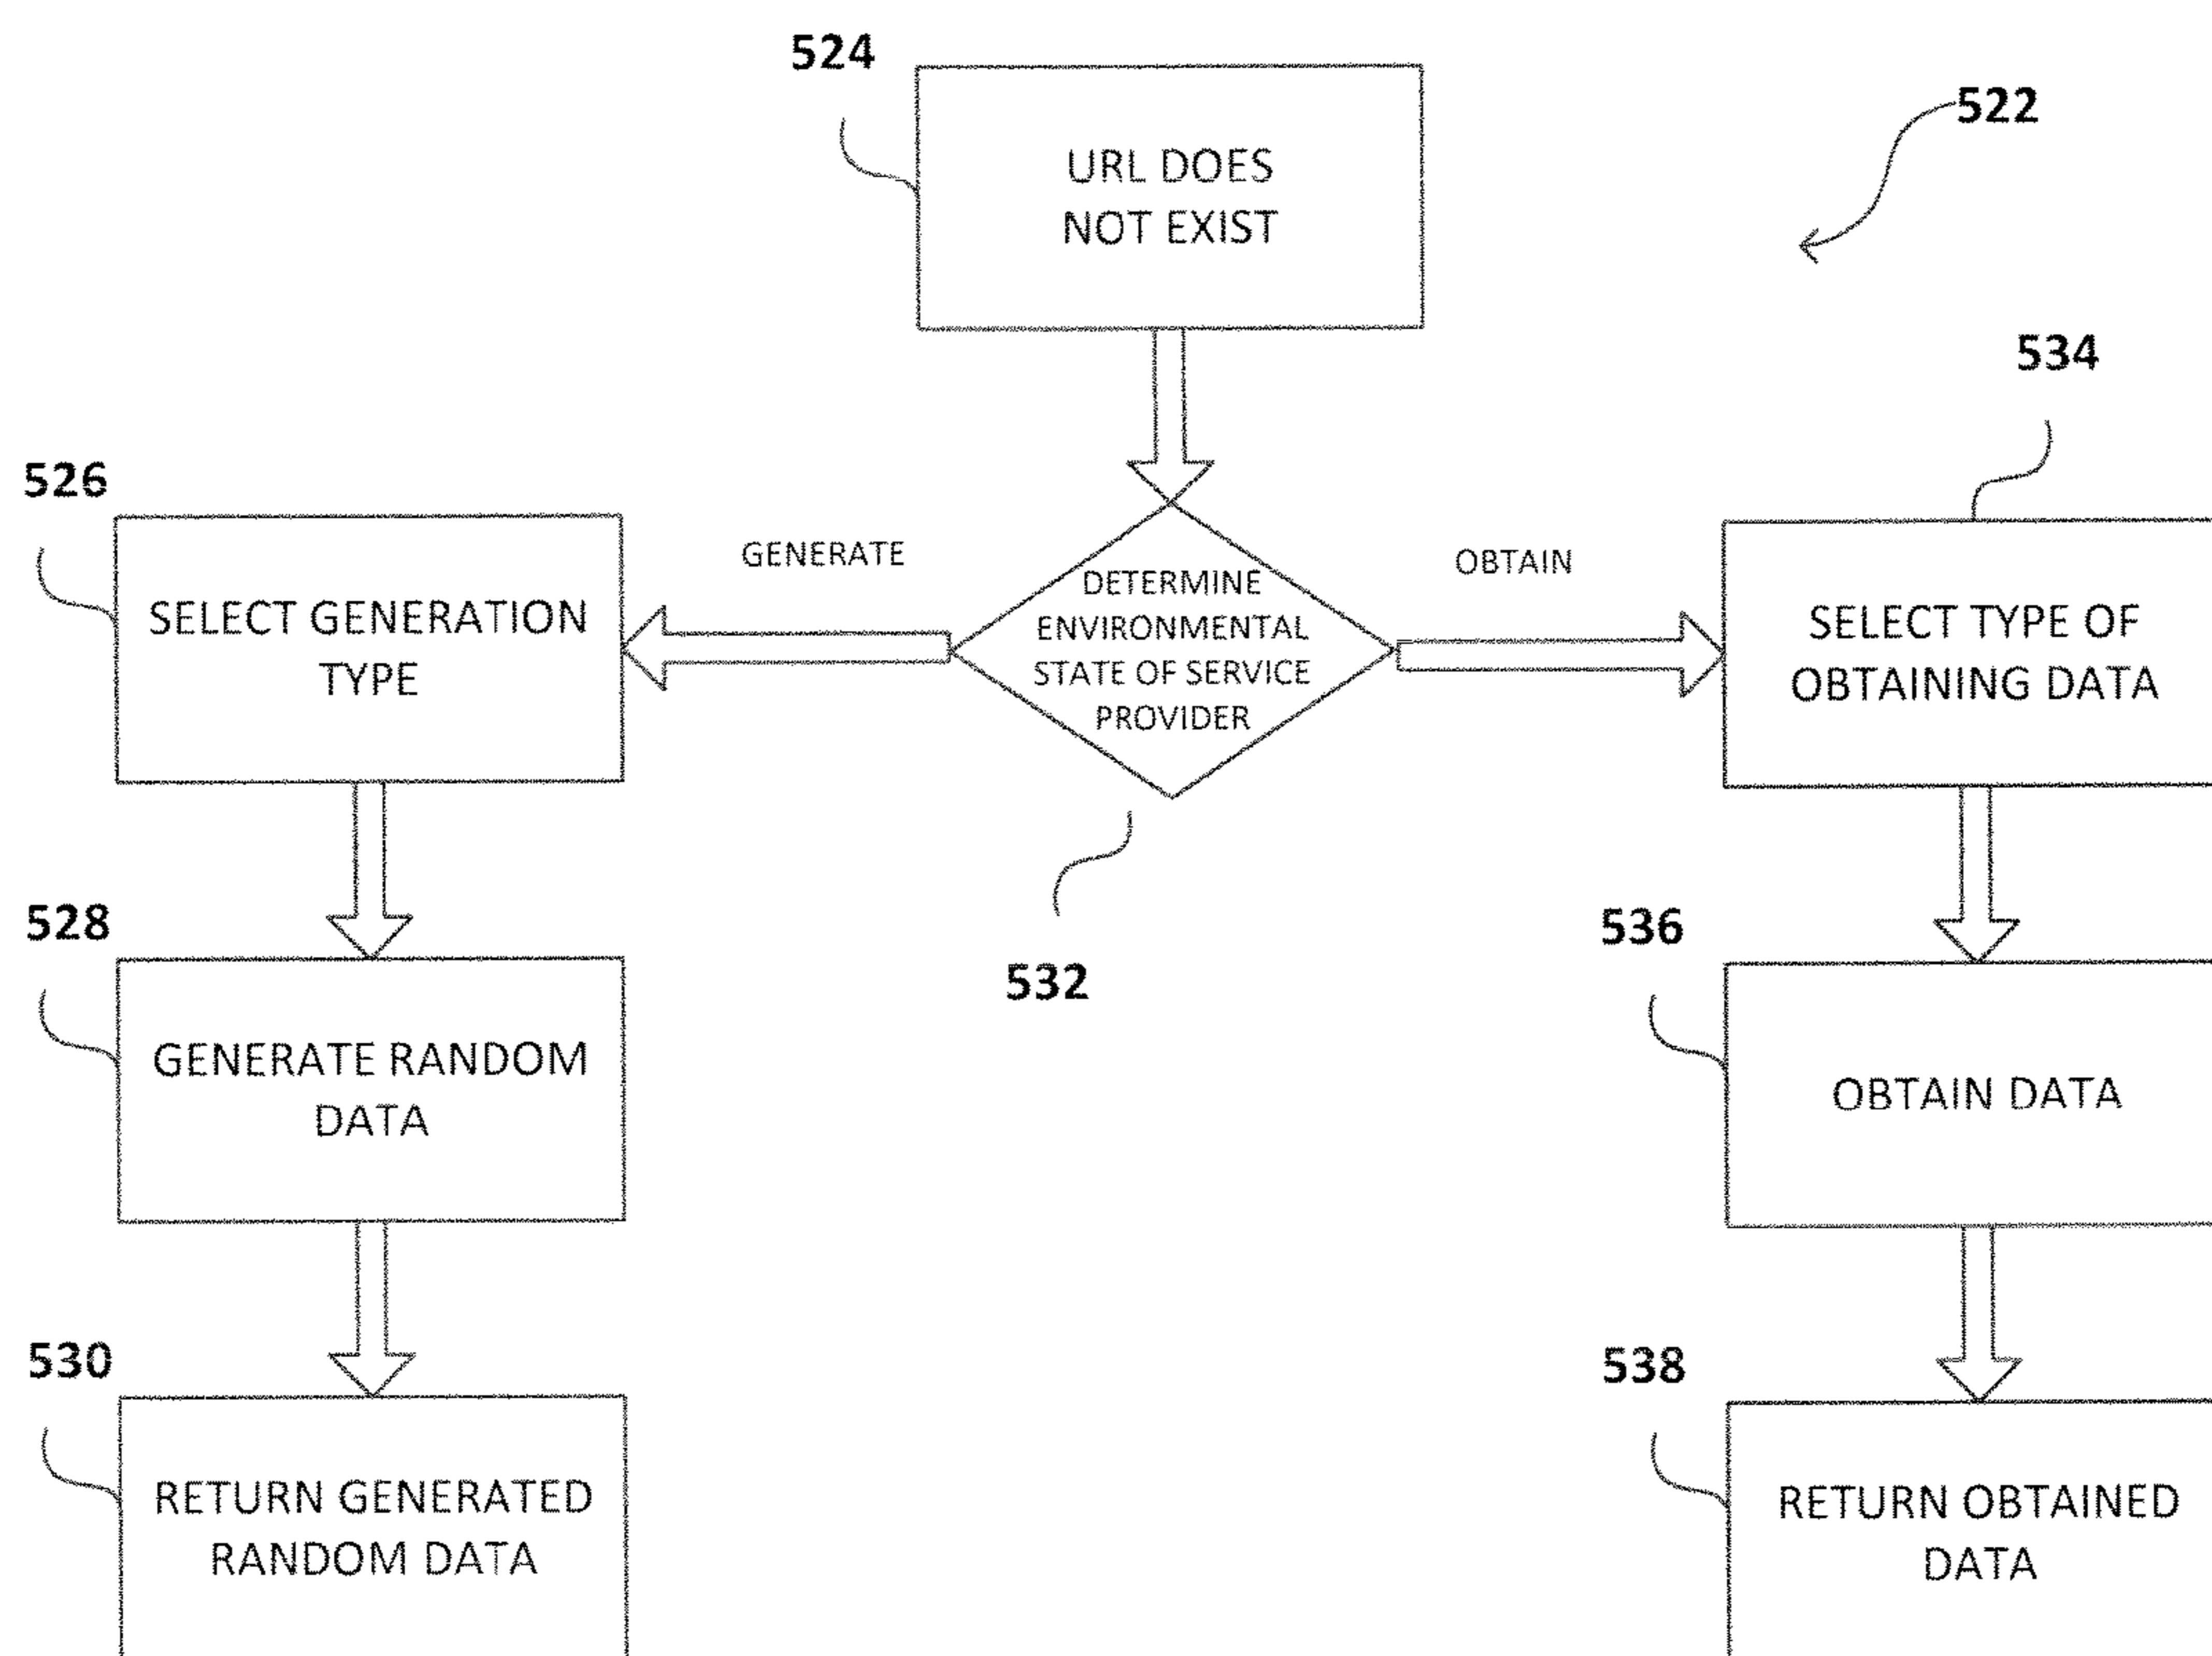 524
URL DOES
NOT EXIST
522
534
526
GENERATE
OBTAIN
SELECT GENERATION
TYPE
DETERMINE
ENVIRONMENTAL
STATE OF SERVICE
PROVIDER
SELECT TYPE OF
OBTAINING DATA
528
GENERATE RANDOM
DATA
532
536
OBTAIN DATA
530
RETURN GENERATED
RANDOM DATA
538
RETURN OBTAINED
DATA